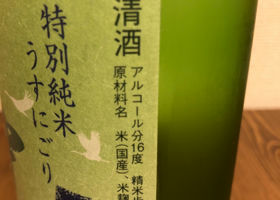 清酒
アルコール分16度 精米歩
原材料名 米(国産)、米麹
特別純米
うすにごり